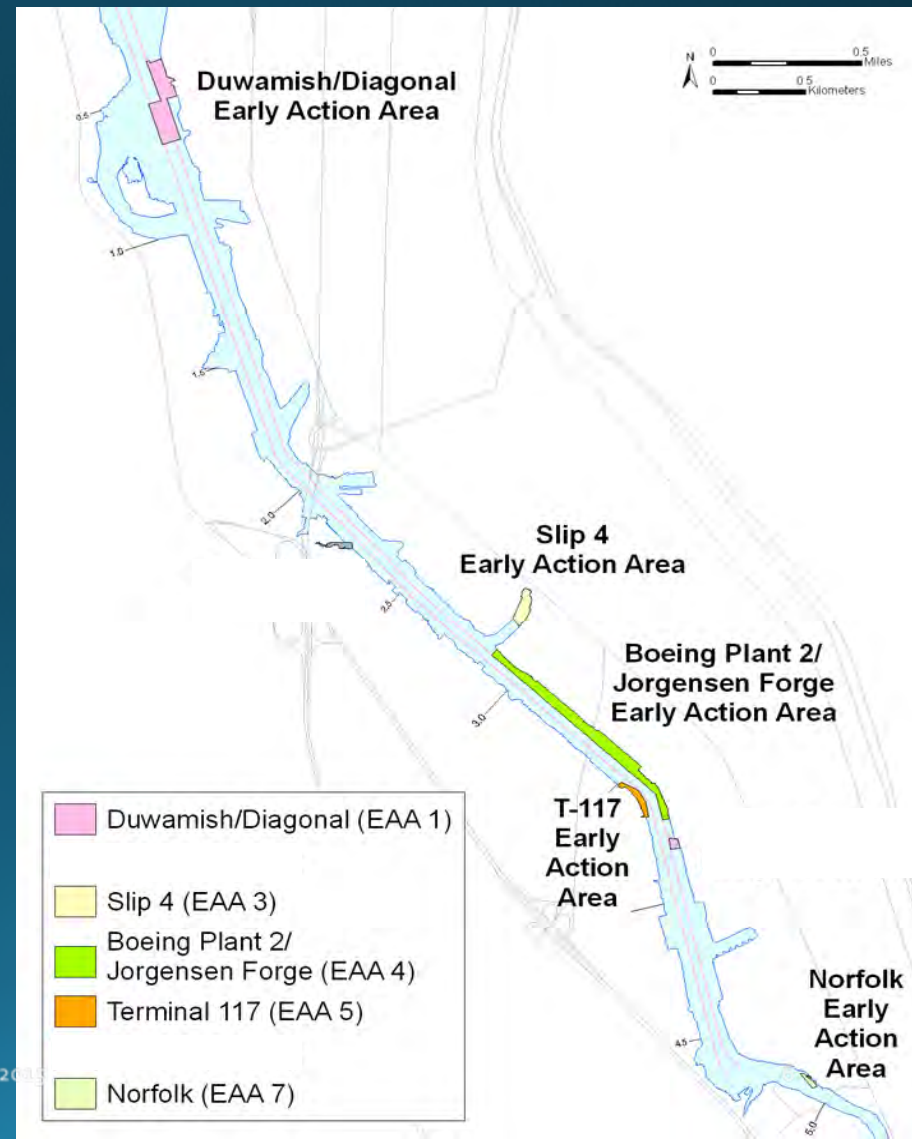 Duwamish/Diagonal
Early Action Area
N
0 0.5
Miles
0 0.5
Kilometers
0.5
1.0
1.5
2.0
2.5
Slip 4
Early Action Area
Boeing Plant 2/
Jorgensen Forge
Early Action Area
3.0
T-117
Early
Action
Area
Norfolk
Early
Action
Area
4.5
5.0
Duwamish/Diagonal (EAA 1)
Slip 4 (EAA 3)
Boeing Plant 2/
Jorgensen Forge (EAA 4)
Terminal 117 (EAA 5)
Norfolk (EAA 7)